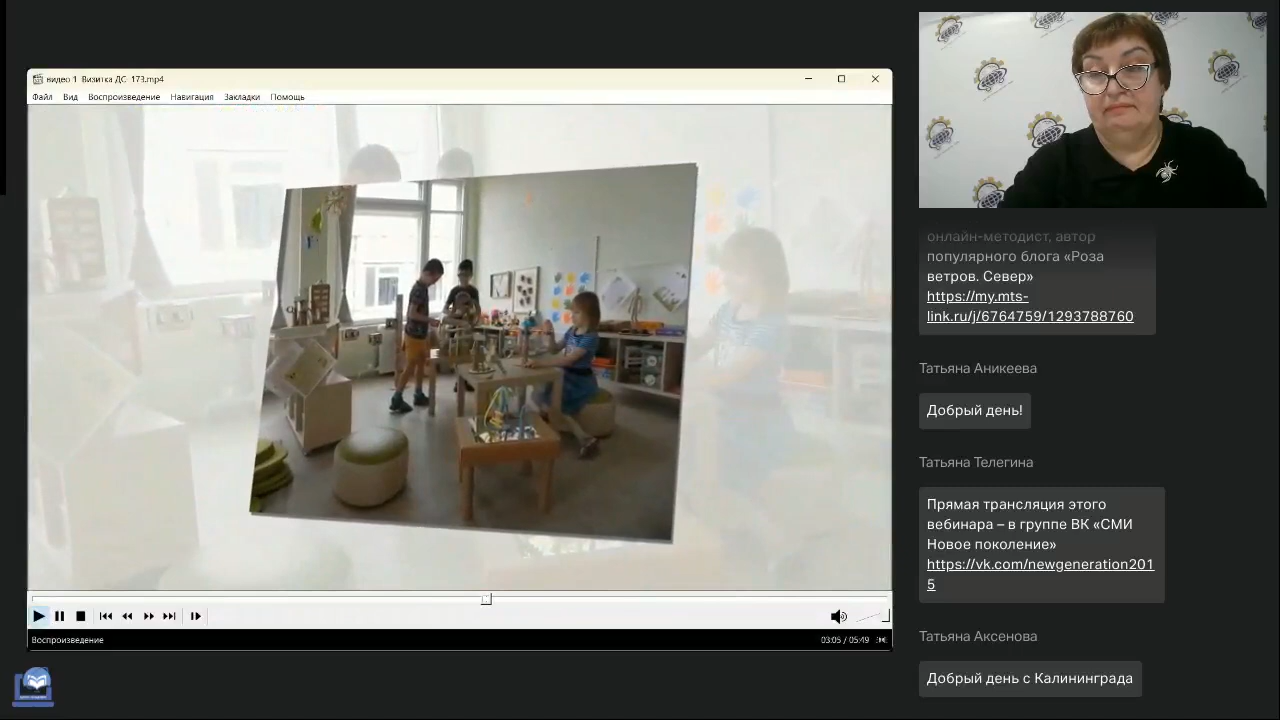 видео 1 Визитка ДС 173.mp4
Файл Вид Воспроизведение Навигация Закладки Помощь
Воспроизведение
03:05 / 05:49
онлайн-методист, автор
популярного блога «Роза
ветров. Север»
https://my.mts-
link.ru/j/6764759/1293788760
Татьяна Аникеева
Добрый день!
Татьяна Телегина
Прямая трансляция этого
вебинара – в группе ВК «СМИ
Новое поколение»
https://vk.com/newgeneration201
5
Татьяна Аксенова
Добрый день с Калининграда